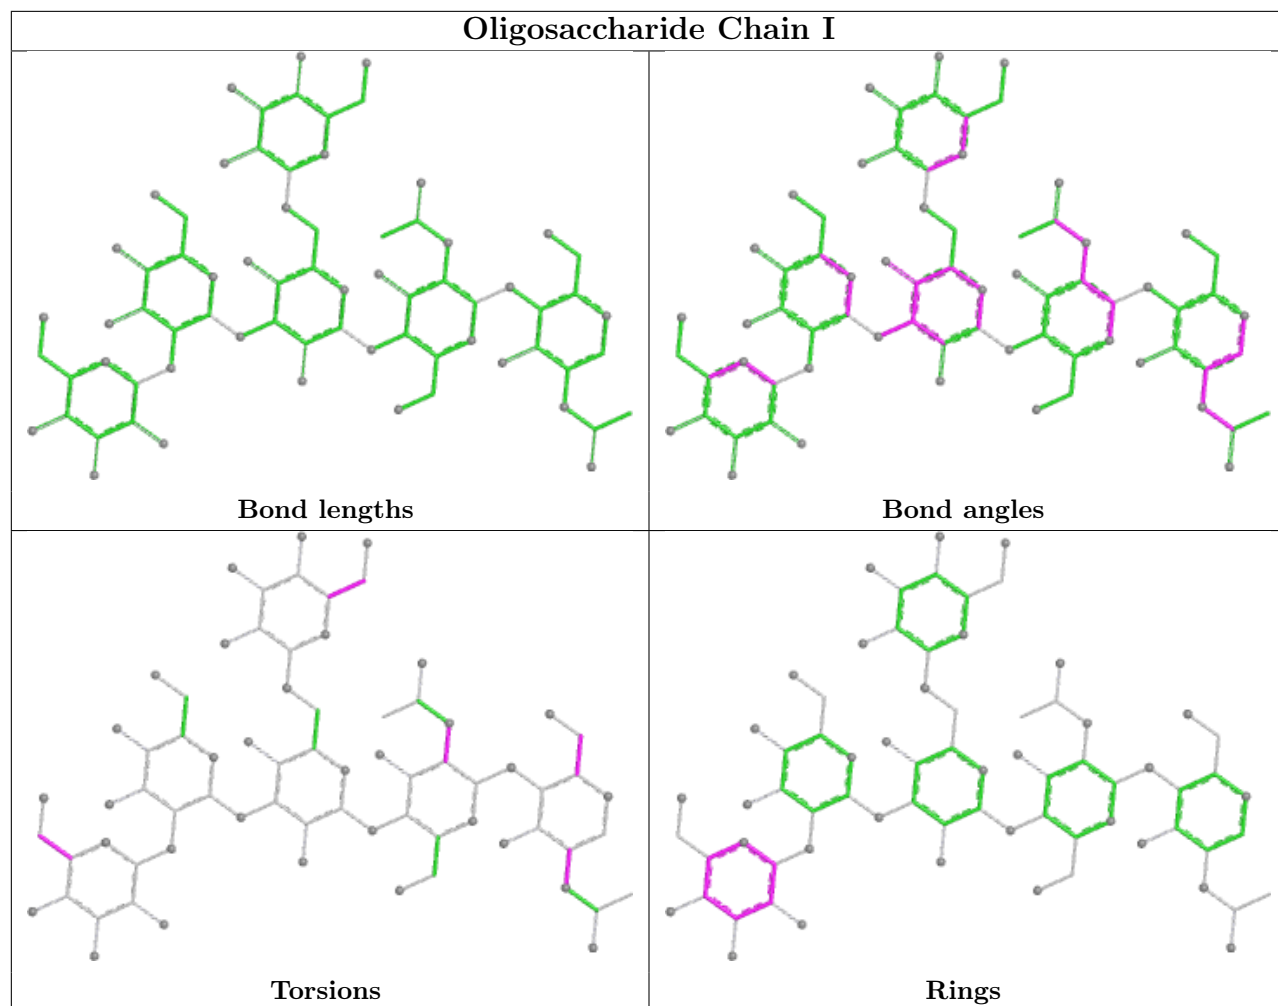 Oligosaccharide Chain I
Bond lengths
Bond angles
Torsions
Rings